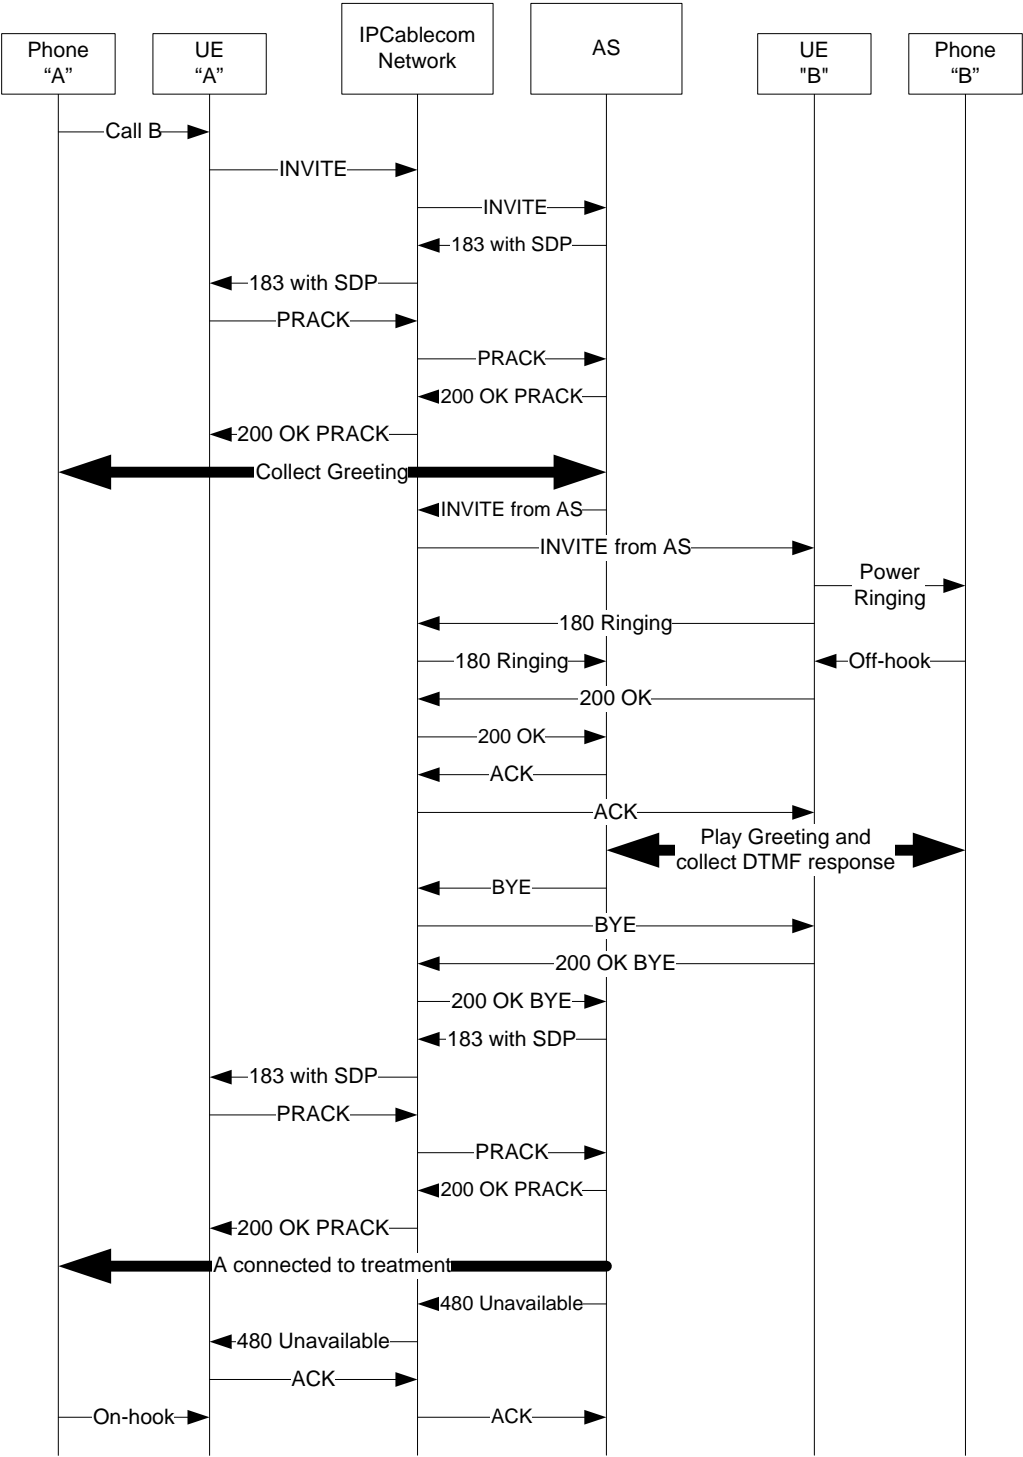 Phone
“A”
UE
“A”
IPCablecom
Network
AS
UE
"B"
Phone
“B”
Call B
INVITE
INVITE
183 with SDP
183 with SDP
PRACK
PRACK
200 OK PRACK
200 OK PRACK
Collect Greeting
INVITE from AS
INVITE from AS
Power
Ringing
180 Ringing
180 Ringing
Off-hook
200 OK
200 OK
ACK
ACK
Play Greeting and
collect DTMF response
BYE
BYE
200 OK BYE
200 OK BYE
183 with SDP
183 with SDP
PRACK
PRACK
200 OK PRACK
200 OK PRACK
A connected to treatment
480 Unavailable
480 Unavailable
ACK
On-hook
ACK